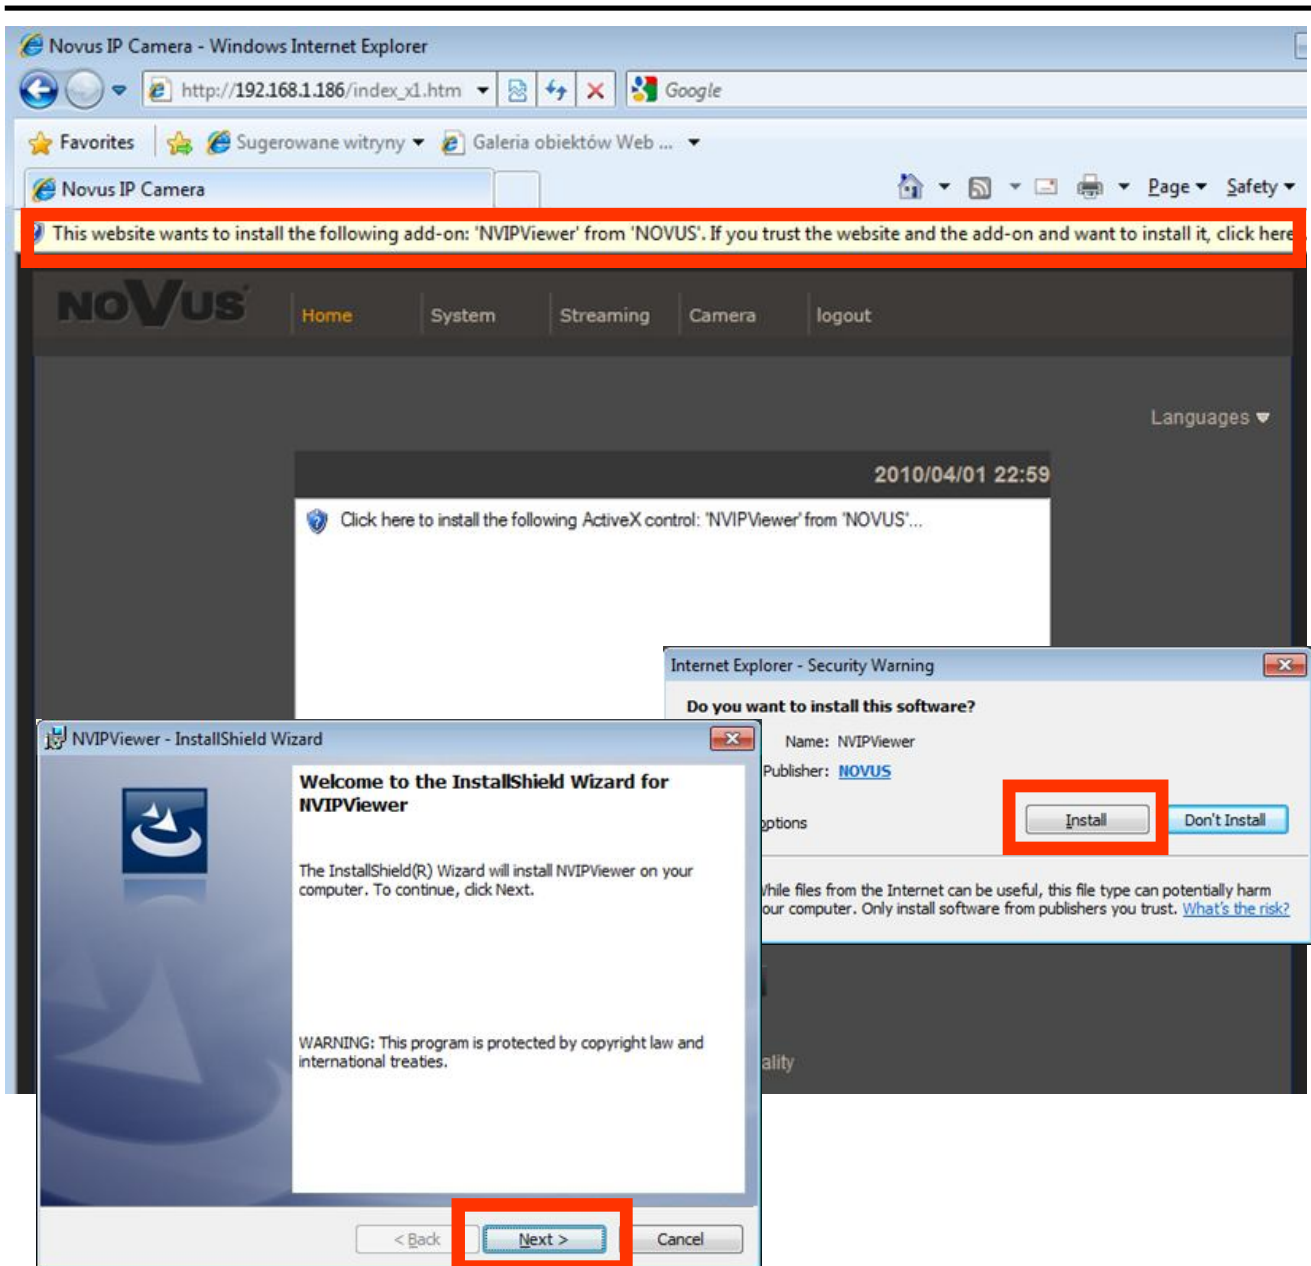 Novus IP Camera - Windows Internet Explorer
http://192.168.1.186/index_x1.htm
Google
Favorites
Sugerowane witryny
Galeria obiektów Web ...
Novus IP Camera
Page
Safety
This website wants to install the following add-on: 'NVIPViewer' from 'NOVUS'. If you trust the website and the add-on and want to install it, click here
NOVUS
Home
System
Streaming
Camera
logout
Languages
2010/04/01 22:59
Click here to install the following ActiveX control: 'NVIPViewer' from 'NOVUS'...
Internet Explorer - Security Warning
Do you want to install this software?
Name: NVIPViewer
Publisher: NOVUS
options
Install
Don't Install
While files from the Internet can be useful, this file type can potentially harm
our computer. Only install software from publishers you trust. What's the risk?
NVIPViewer - InstallShield Wizard
Welcome to the InstallShield Wizard for
NVIPViewer
The InstallShield(R) Wizard will install NVIPViewer on your
computer. To continue, click Next.
WARNING: This program is protected by copyright law and
international treaties.
ality
< Back
Next >
Cancel